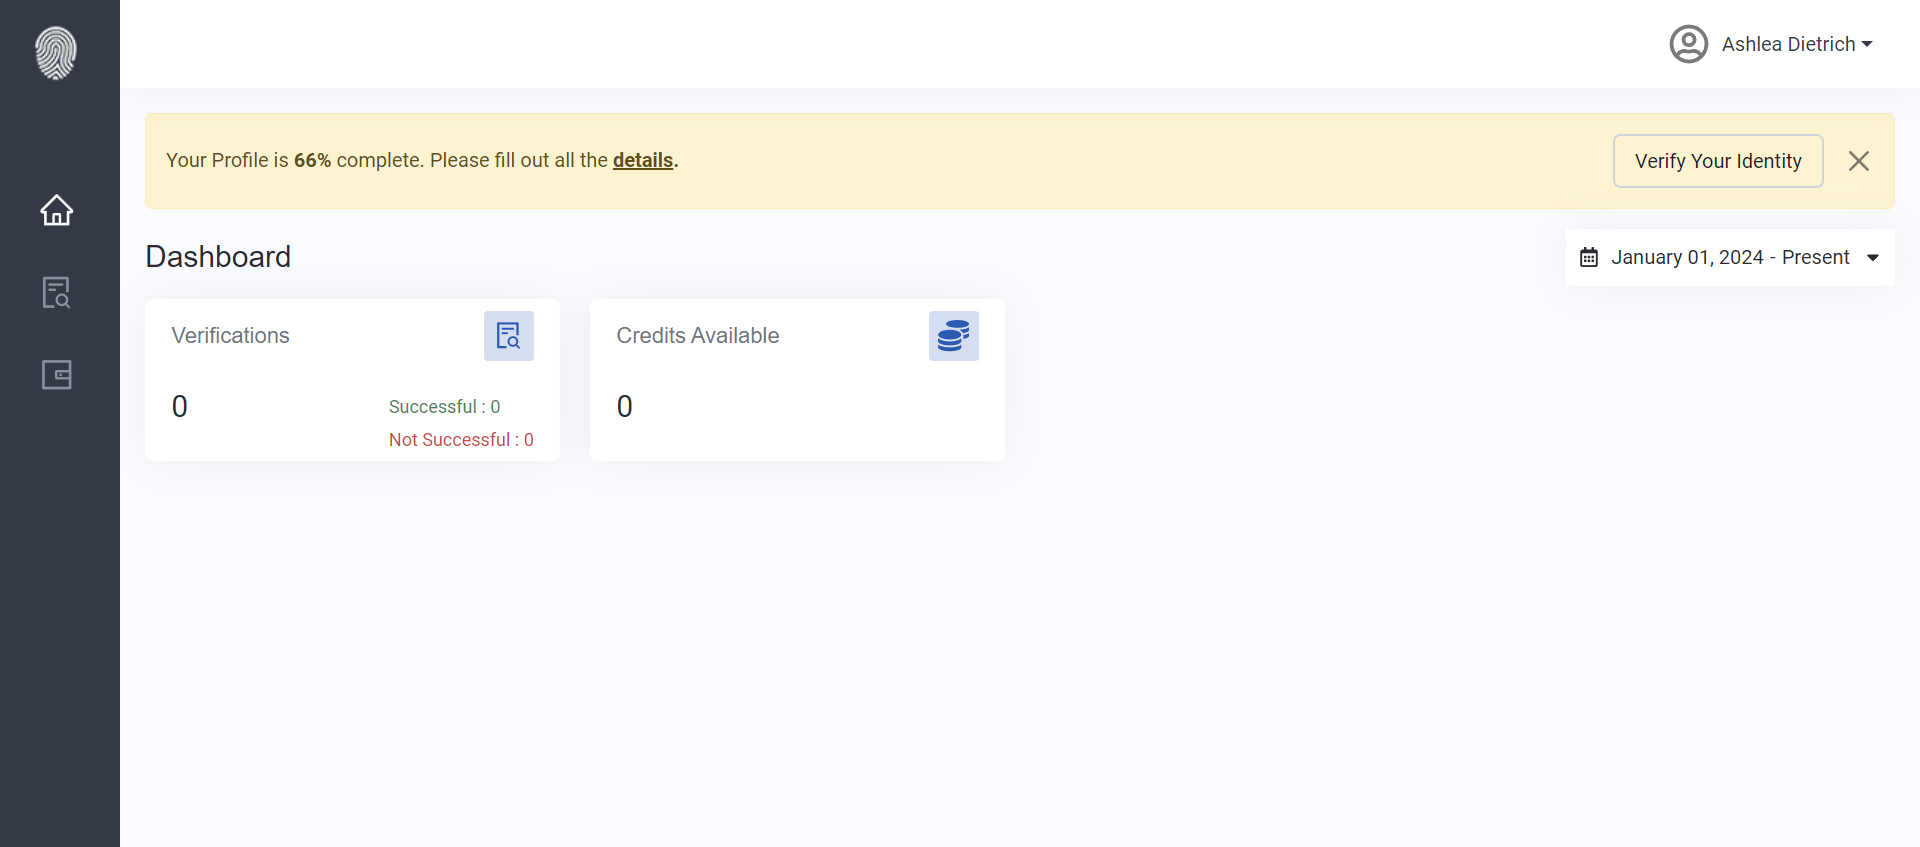 Ashlea Dietrich
Your Profile is 66% complete. Please fill out all the details.
Verify Your Identity
Dashboard
January 01, 2024 - Present
Verifications
0
Successful : 0
Not Successful : 0
Credits Available
0